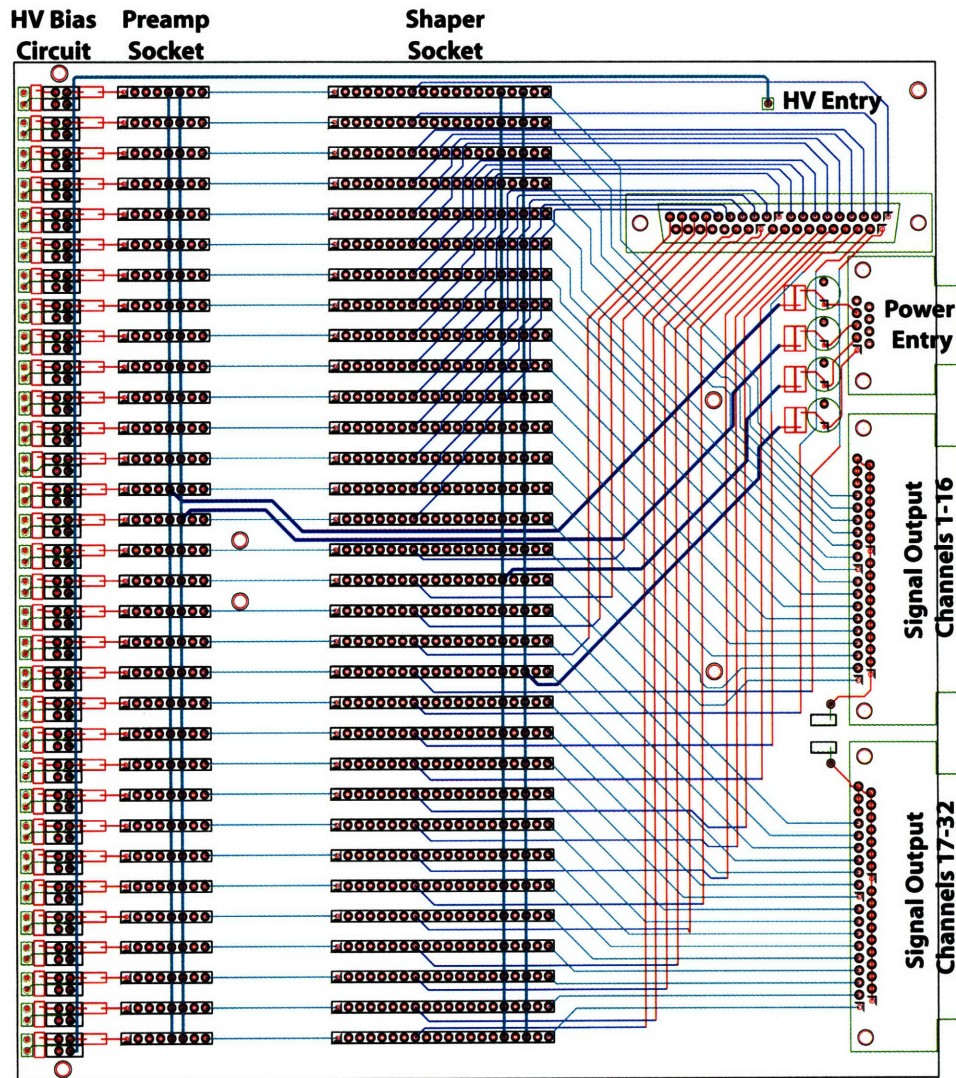 HV Bias
Circuit
Preamp
Socket
Shaper
Socket
HV Entry
Power
Entry
Signal Output
Channels 1-16
Signal Output
Channels 17-32